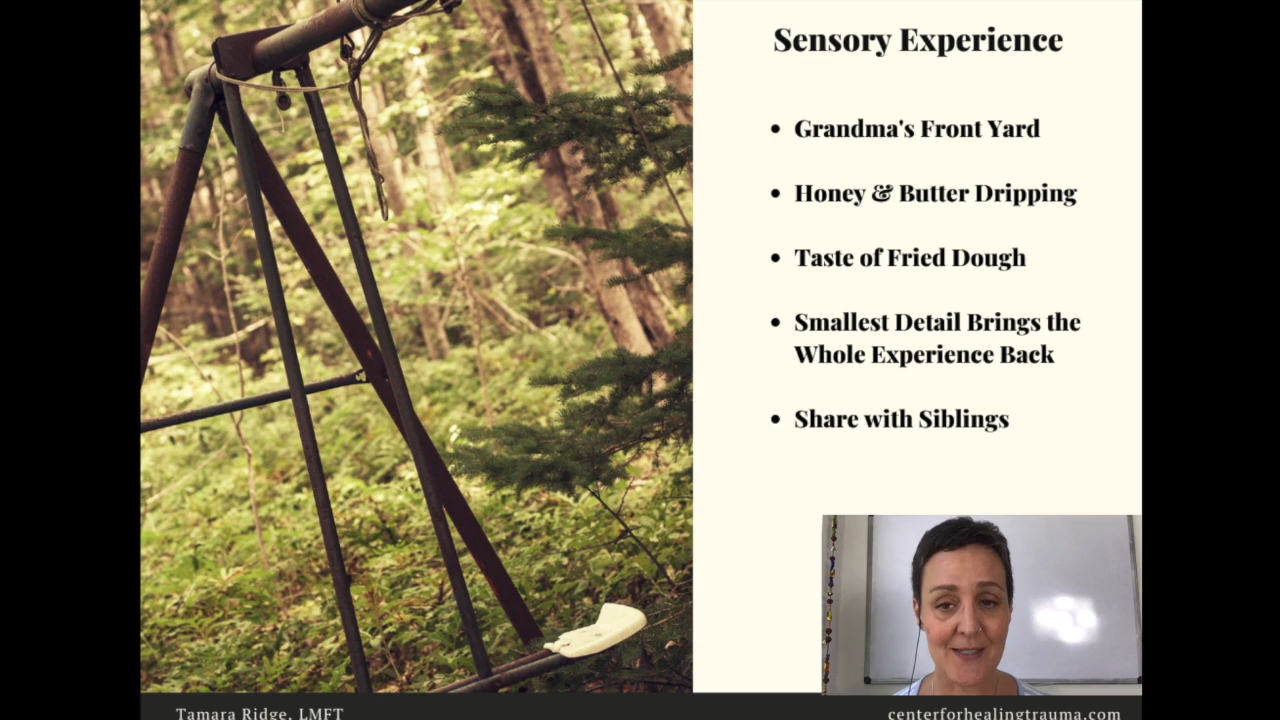 Sensory Experience
Grandma's Front Yard
Honey & Butter Dripping
Taste of Fried Dough
Smallest Detail Brings the
Whole Experience Back
Share with Siblings
Tamara Ridge, LMFT
centerforhealingtrauma.com